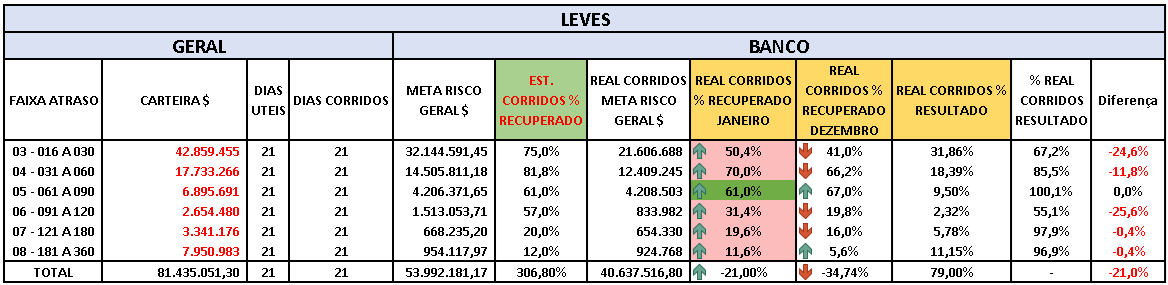 LEVES
GERAL BANCO
FAIXA ATRASO CARTEIRA $ DIAS UTEIS DIAS CORRIDOS META RISCO GERAL $ EST. CORRIDOS % RECUPERADO REAL CORRIDOS META RISCO GERAL $ REAL CORRIDOS % RECUPERADO JANEIRO REAL CORRIDOS % RECUPERADO DEZEMBRO REAL CORRIDOS % RESULTADO % REAL CORRIDOS RESULTADO Diferença
03 - 016 A 030 42.859.455 21 21 32.144.591,45 75,0% 21.606.688 50,4% 41,0% 31,86% 67,2% -24,6%
04 - 031 A 060 17.733.266 21 21 14.505.811,18 81,8% 12.409.245 70,0% 66,2% 18,39% 85,5% -11,8%
05 - 061 A 090 6.895.691 21 21 4.206.371,65 61,0% 4.208.503 61,0% 67,0% 9,50% 100,1% 0,0%
06 - 091 A 120 2.654.480 21 21 1.513.053,71 57,0% 833.982 31,4% 19,8% 2,32% 55,1% -25,6%
07 - 121 A 180 3.341.176 21 21 668.235,20 20,0% 654.330 19,6% 16,0% 5,78% 97,9% -0,4%
08 - 181 A 360 7.950.983 21 21 954.117,97 12,0% 924.768 11,6% 5,6% 11,15% 96,9% -0,4%
TOTAL 81.435.051,30 21 21 53.992.181,17 306,80% 40.637.516,80 -21,00% -34,74% 79,00% - -21,0%